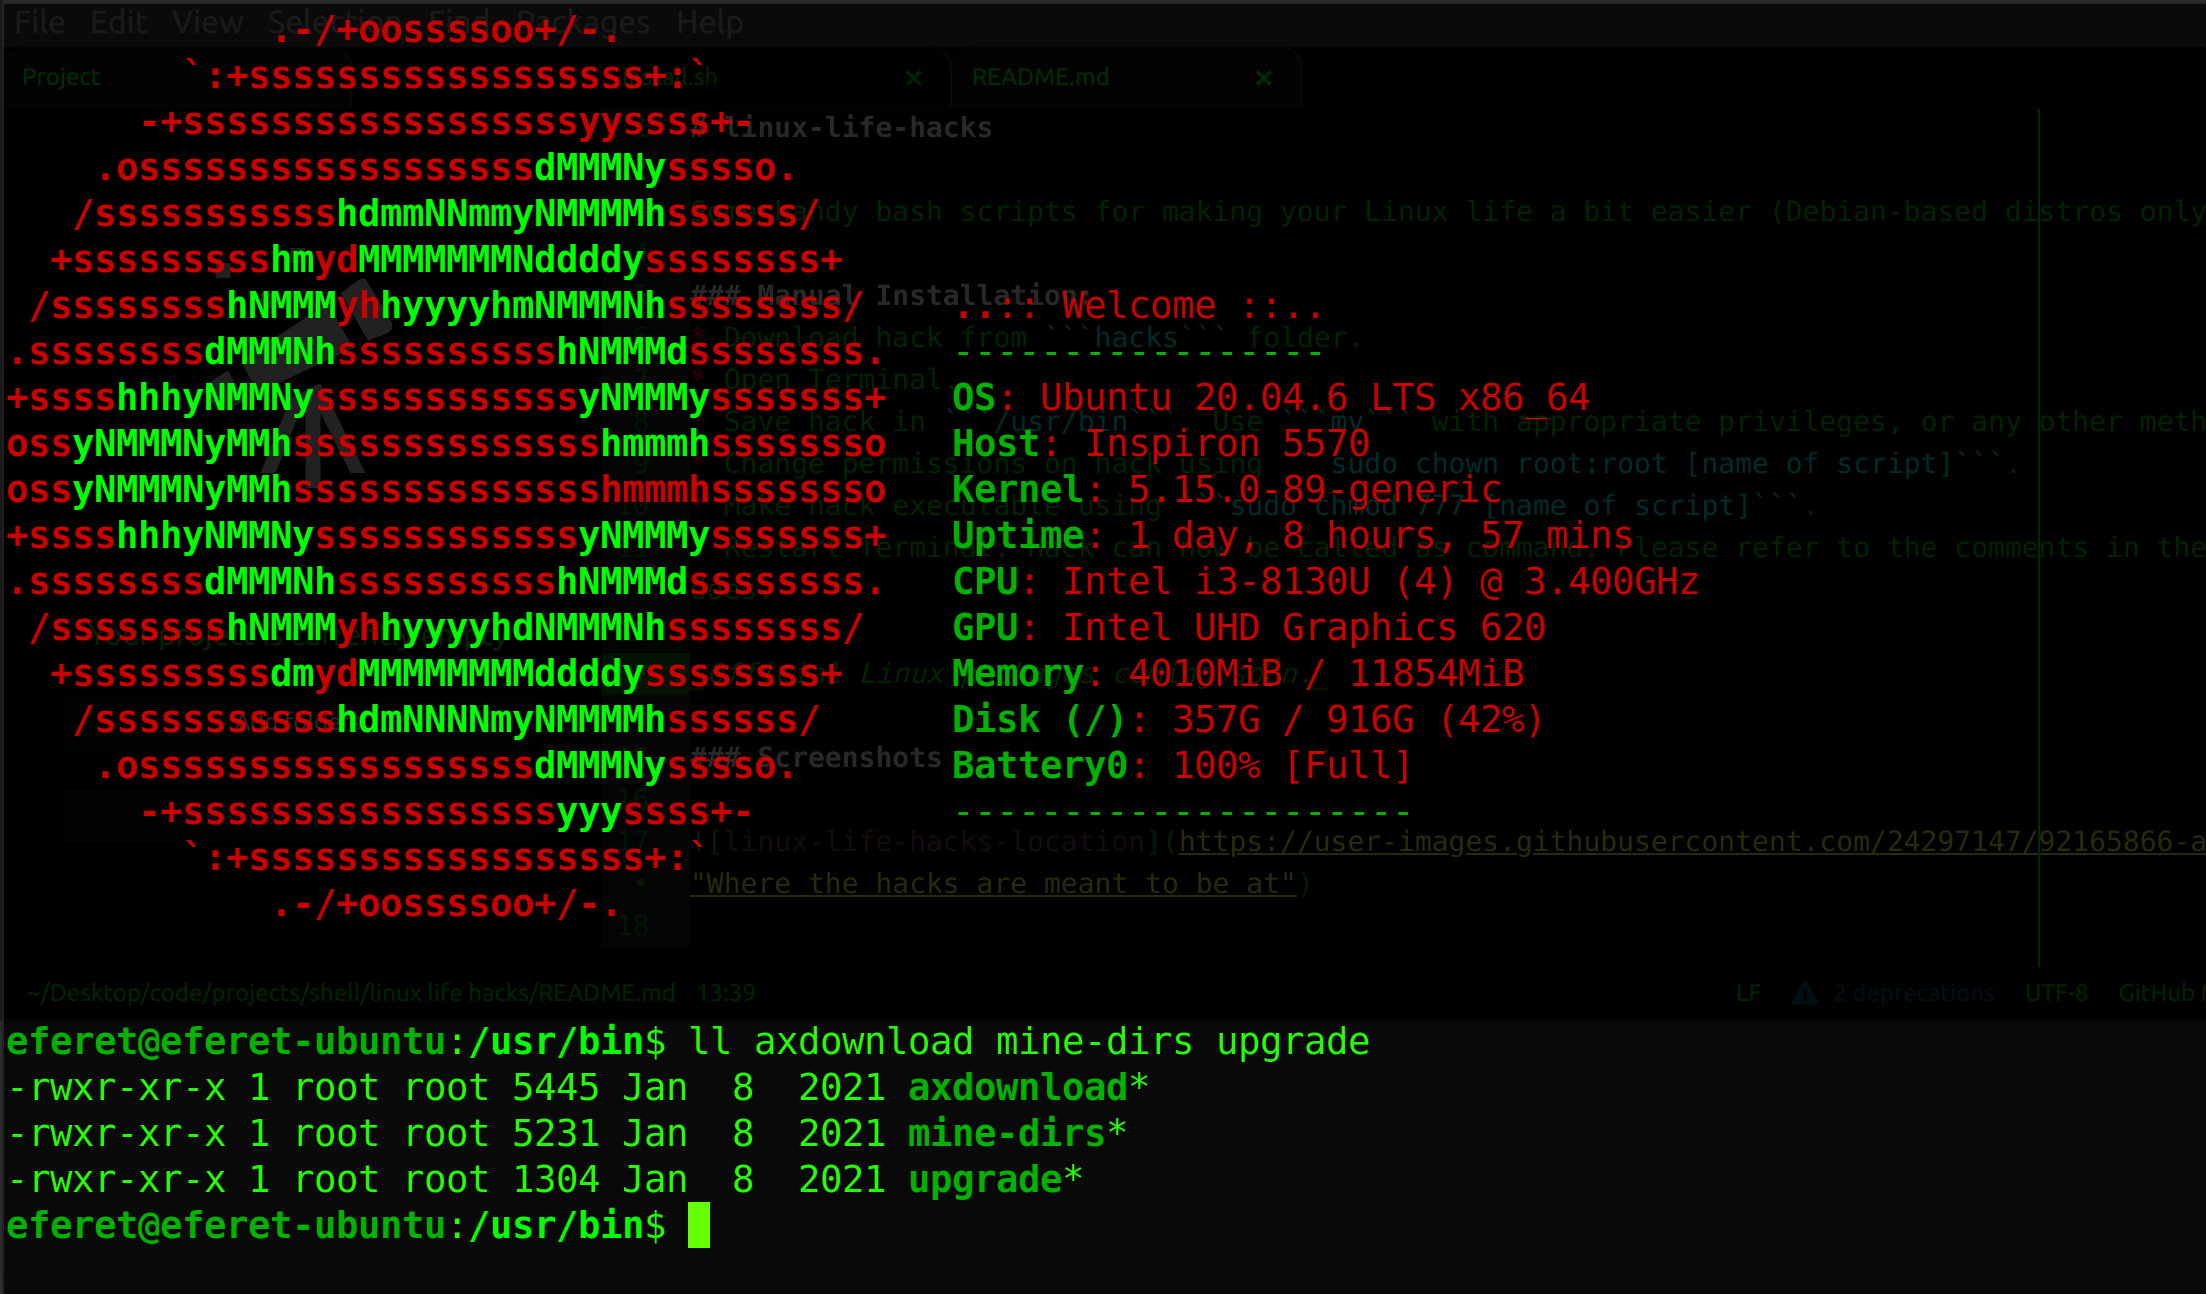 File Edit View Selection Find Packages Help
Project
README.md
linux-life-hacks
bash scripts for making your Linux life a bit easier (Debian-based distros only
### Manual Installation:
* Download hack from ```hacks``` folder.
* Open Terminal.
.-/+oossssoo+/-.
`:+ssssssssssssssssss+:`
-+ssssssssssssssssssyyssss+-
.ossssssssssssssssssdMMMNysssso.
/ssssssssssshdmmNNmmyNMMMMhssssss/
+ssssssssshmydMMMMMMMNddddyssssssss+
/sssssssshNMMMyhhyyyyhmNMMMNhssssssss/
.ssssssssdMMMNhsssssssssshNMMMdssssssss.
+sssshhhyNMMNyssssssssssssyNMMMysssssss+
ossyNMMMNyMMhsssssssssssssshmmmhssssssso
ossyNMMMNyMMhsssssssssssssshmmmhssssssso
+sssshhhyNMMNyssssssssssssyNMMMysssssss+
.ssssssssdMMMNhsssssssssshNMMMdssssssss.
/sssssssshNMMMyhhyyyyhdNMMMNhssssssss/
+sssssssssdmydMMMMMMMMddddyssssssss+
/ssssssssssshdmNNNNmyNMMMMhssssss/
.ossssssssssssssssssdMMMNysssso.
-+sssssssssssssssssyyyssss+-
`:+ssssssssssssssssss+:`
.-/+oossssoo+/-.
..:: Welcome ::..
-----------------
OS: Ubuntu 20.04.6 LTS x86_64
Host: Inspiron 5570
Kernel: 5.15.0-89-generic
Uptime: 1 day, 8 hours, 57 mins
CPU: Intel i3-8130U (4) @ 3.400GHz
GPU: Intel UHD Graphics 620
Memory: 4010MiB / 11854MiB
Disk (/): 357G / 916G (42%)
Battery0: 100% [Full]
---------------------
Save hack in /usr/bin Use mv with appropriate privileges, or any other
Change permissions on hack using sudo chown root:root [name of script]```.
Make hack executable using ``sudo chmod 777 [name of script]```.
Restart Terminal. Hack can now be called as command. Please refer to the comments in the
### Screenshots
16
17 ![linux-life-hacks-location](https://user-images.githubusercontent.com/24297147/92165866-a
"Where the hacks are meant to be at")
18
~/Desktop/code/projects/shell/linux life hacks/README.md 13:39
LF 2 deprecations UTF-8 GitHub
eferet@eferet-ubuntu:/usr/bin$ ll axdownload mine-dirs upgrade
-rwxr-xr-x 1 root root 5445 Jan  8  2021 axdownload*
-rwxr-xr-x 1 root root 5231 Jan  8  2021 mine-dirs*
-rwxr-xr-x 1 root root 1304 Jan  8  2021 upgrade*
eferet@eferet-ubuntu:/usr/bin$